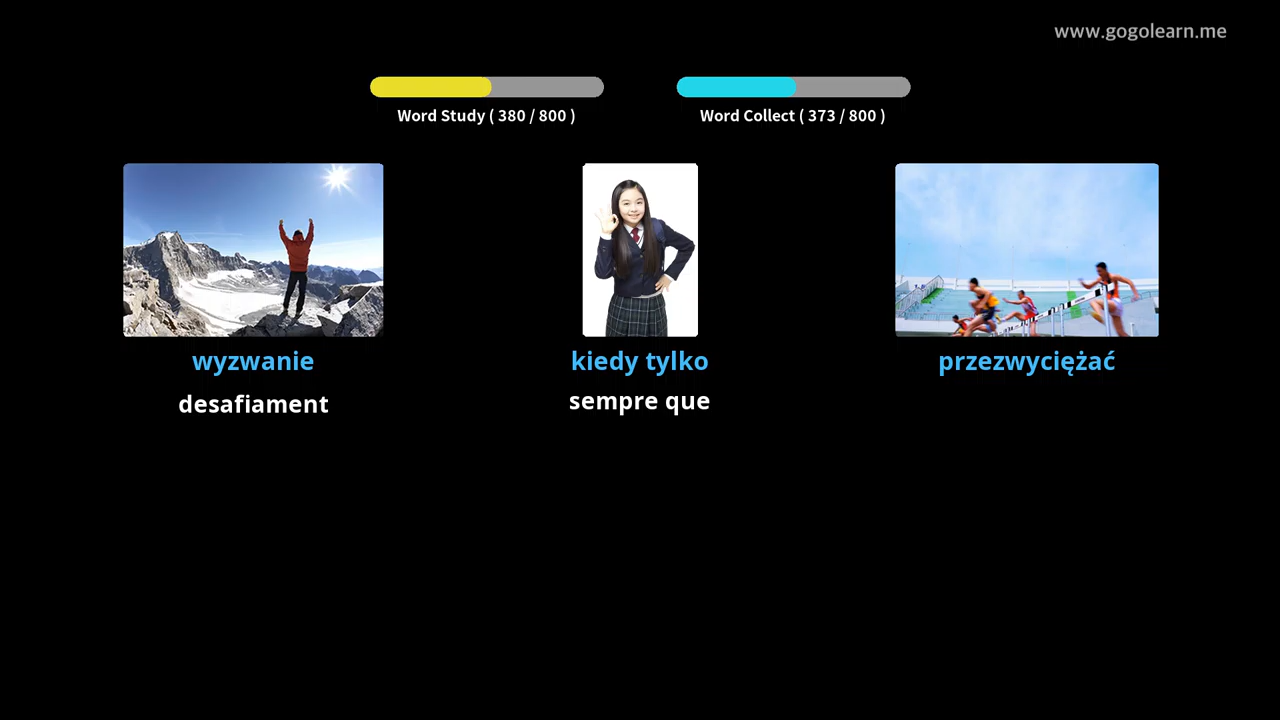 www.gogolearn.me
Word Study ( 380 / 800 )
Word Collect ( 373 / 800 )
wyzwanie
desafiament
kiedy tylko
sempre que
przezwyciężać